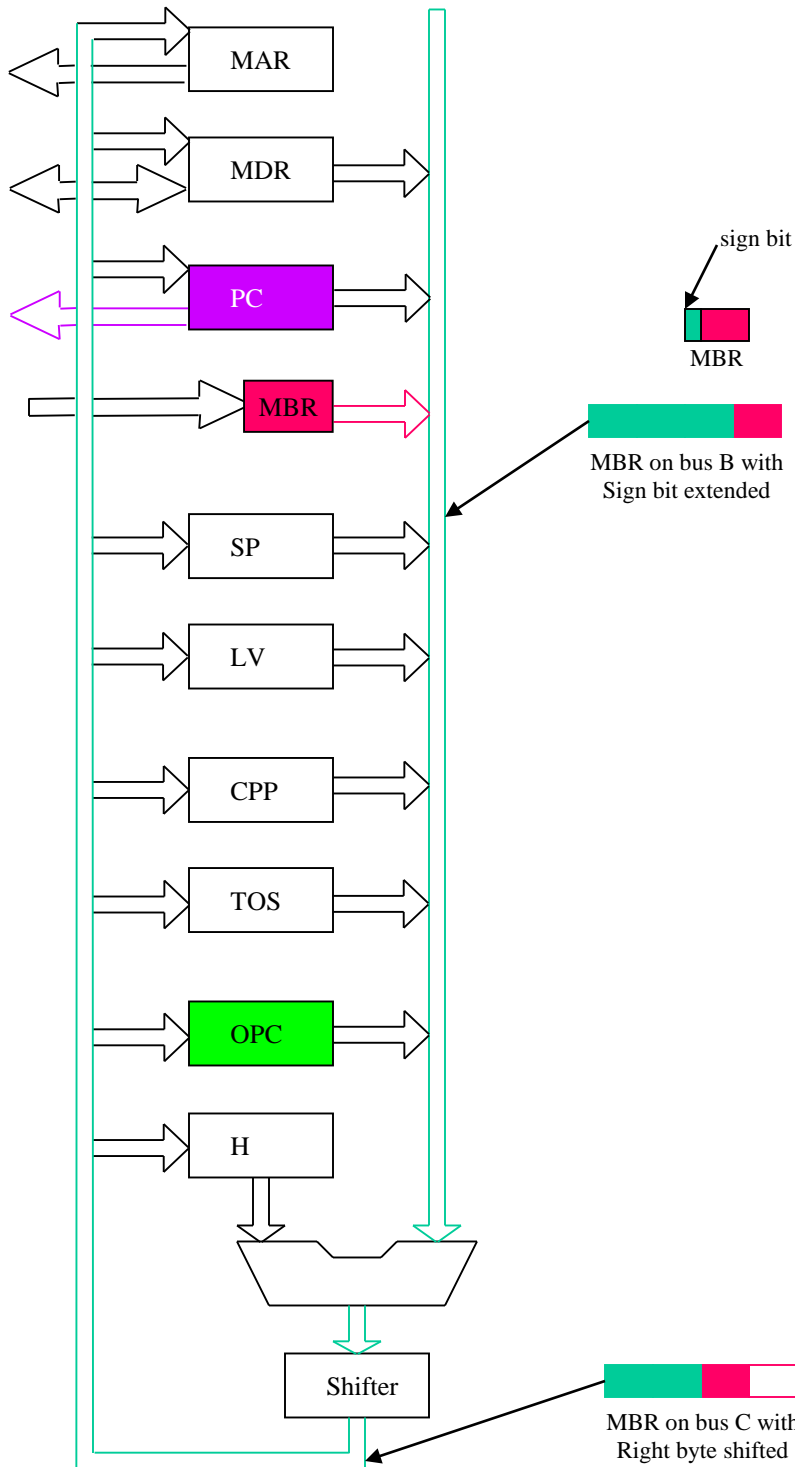 MAR
MDR
sign bit
PC
MBR
MBR
MBR on bus B with
Sign bit extended
SP
LV
CPP
TOS
OPC
H
Shifter
MBR on bus C with
Right byte shifted